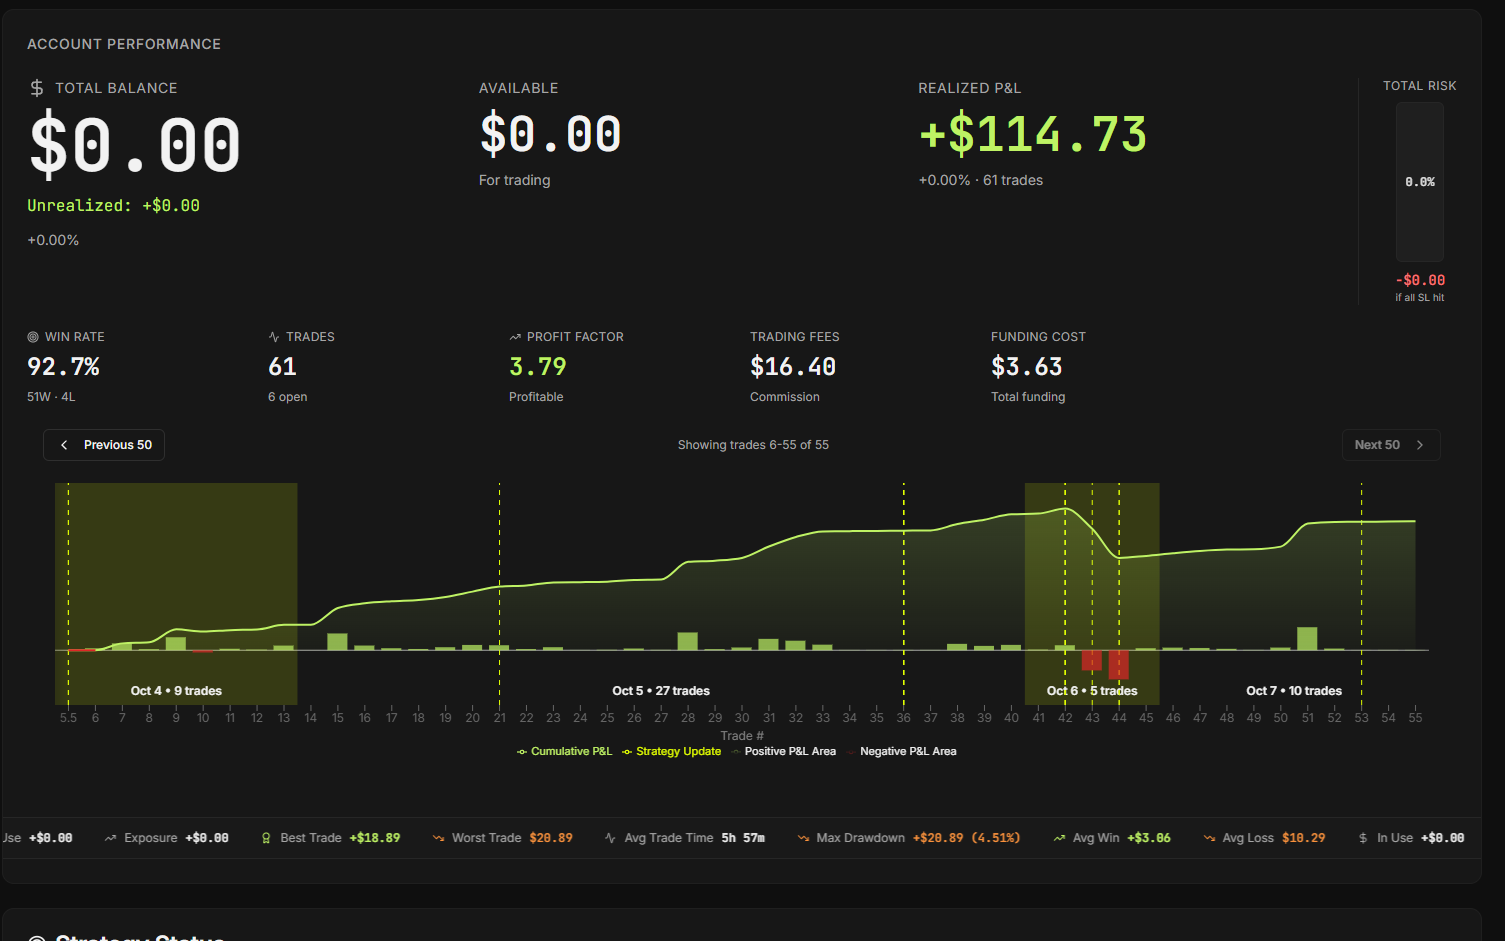 ACCOUNT PERFORMANCE
TOTAL BALANCE
$0.00
Unrealized: +$0.00
+0.00%
AVAILABLE
$0.00
For trading
REALIZED P&L
+$114.73
+0.00% · 61 trades
TOTAL RISK
0.0%
-$0.00
if all SL hit
WIN RATE
92.7%
51W · 4L
TRADES
61
6 open
PROFIT FACTOR
3.79
Profitable
TRADING FEES
$16.40
Commission
FUNDING COST
$3.63
Total funding
Previous 50
Showing trades 6-55 of 55
Next 50
Oct 4 • 9 trades
Oct 5 • 27 trades
Oct 6 • 5 trades
Oct 7 • 10 trades
5.5 6 7 8 9 10 11 12 13 14 15 16 17 18 19 20 21 22 23 24 25 26 27 28 29 30 31 32 33 34 35 36 37 38 39 40 41 42 43 44 45 46 47 48 49 50 51 52 53 54 55
Trade #
Cumulative P&L Strategy Update Positive P&L Area Negative P&L Area
Use +$0.00 Exposure +$0.00 Best Trade +$18.89 Worst Trade $20.89 Avg Trade Time 5h 57m Max Drawdown +$20.89 (4.51%) Avg Win +$3.06 Avg Loss $10.29 $ In Use +$0.00
Strategy Status